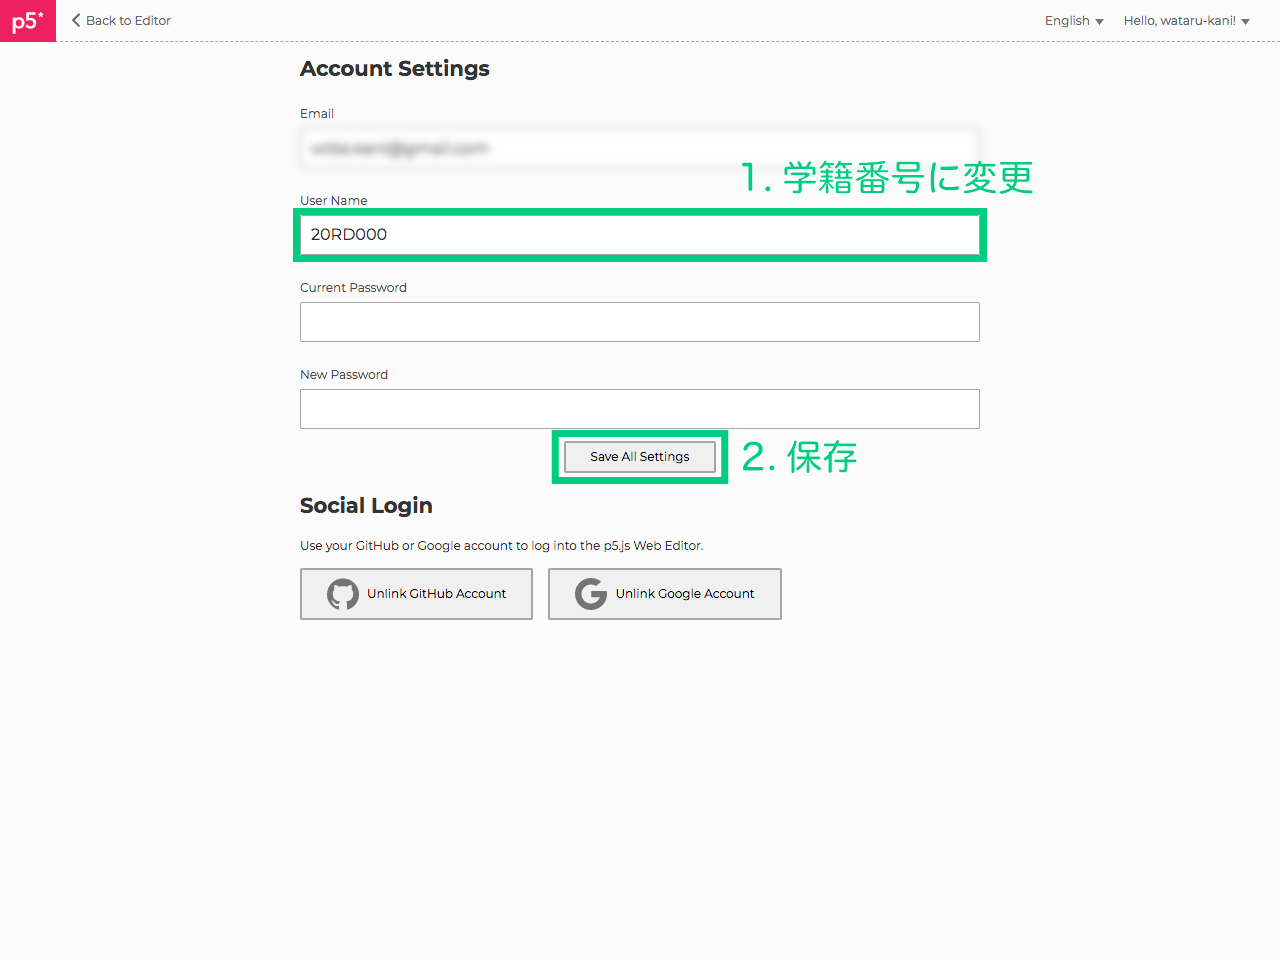 p5*
Back to Editor
English
Hello, wataru-kani!
Account Settings
Email
1. 学籍番号に変更
User Name
20RD000
Current Password
New Password
Save All Settings
2. 保存
Social Login
Use your GitHub or Google account to log into the p5.js Web Editor.
Unlink GitHub Account
Unlink Google Account